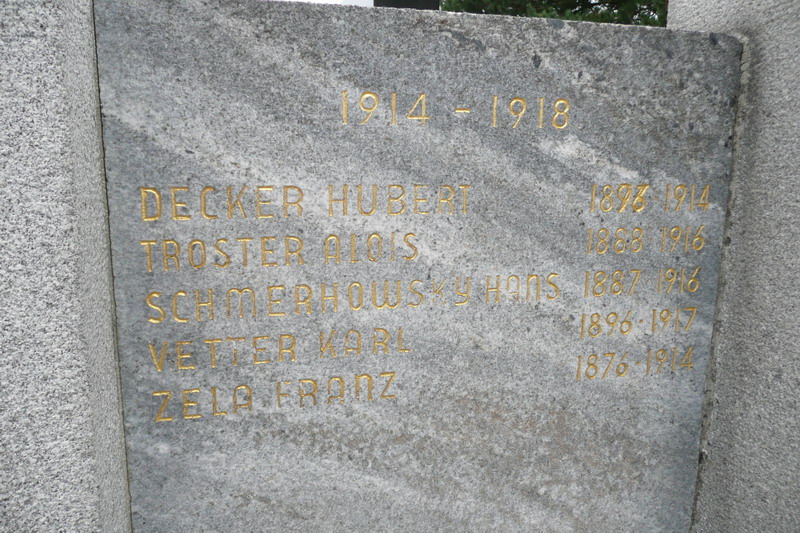 1914 - 1918
DECKER HUBERT 1914
TROSTER ALOIS 1888·1916
SCHMERHOWSKY HANS 1887·1916
VETTER KARL 1896·1917
ZELA FRANZ 1876·1914